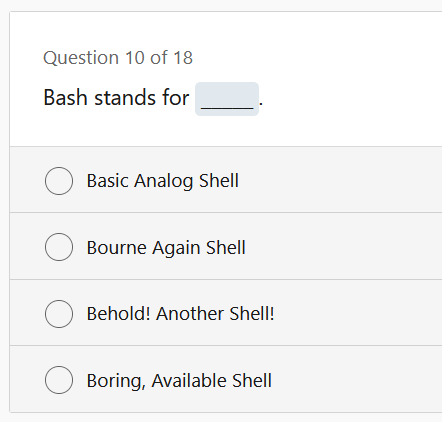 Question 10 of 18
Bash stands for _____.
Basic Analog Shell
Bourne Again Shell
Behold! Another Shell!
Boring, Available Shell